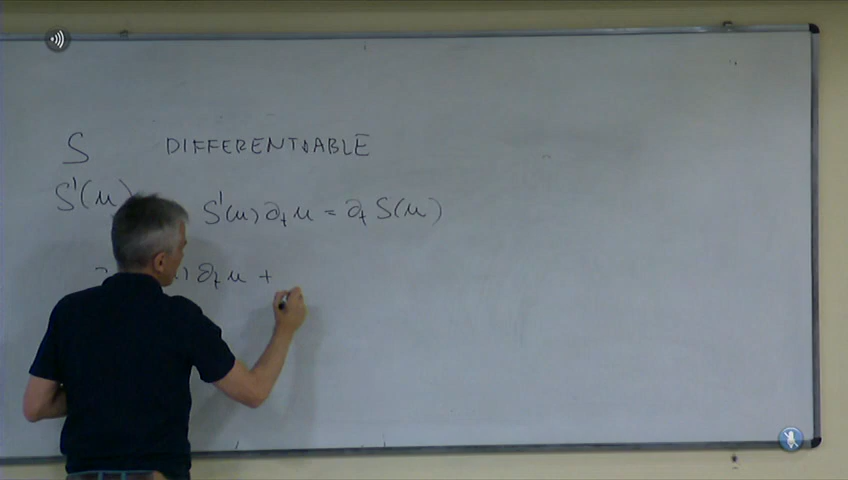 S DIFFERENTIABLE
S'(u) S'(u) ∂ₜ u = ∂ₜ S(u)
) ∂ₜ u +